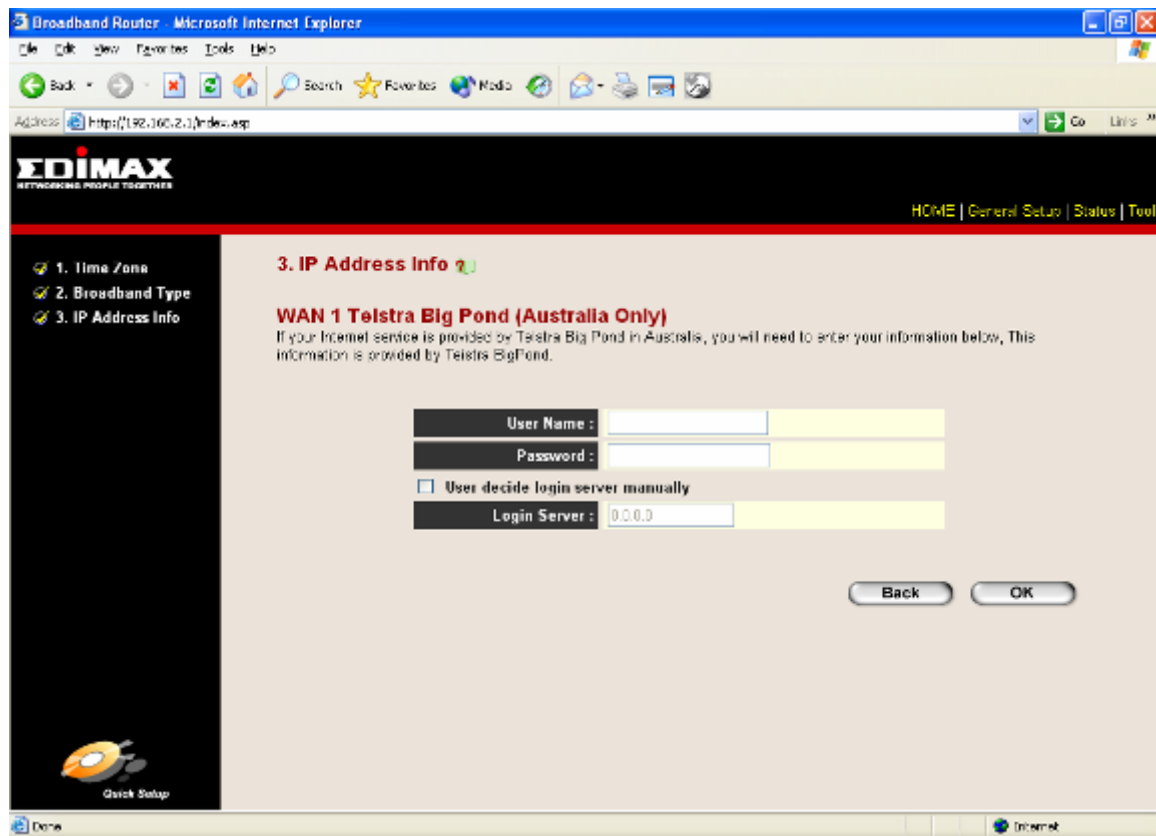 Broadband Router - Microsoft Internet Explorer
File Edit View Favorites Tools Help
Back Search Favorites Media
Address http://192.168.2.1/index.asp Go Links »
EDIMAX
NETWORKING PEOPLE TOGETHER
HOME | General Setup | Status | Tool
1. Time Zone
2. Broadband Type
3. IP Address Info
3. IP Address Info
WAN 1 Telstra Big Pond (Australia Only)
If your Internet service is provided by Telstra Big Pond in Australia, you will need to enter your information below, This
information is provided by Telstra BigPond.
User Name :
Password :
User decide login server manually
Login Server : 0.0.0.0
Back OK
Quick Setup
Done Internet